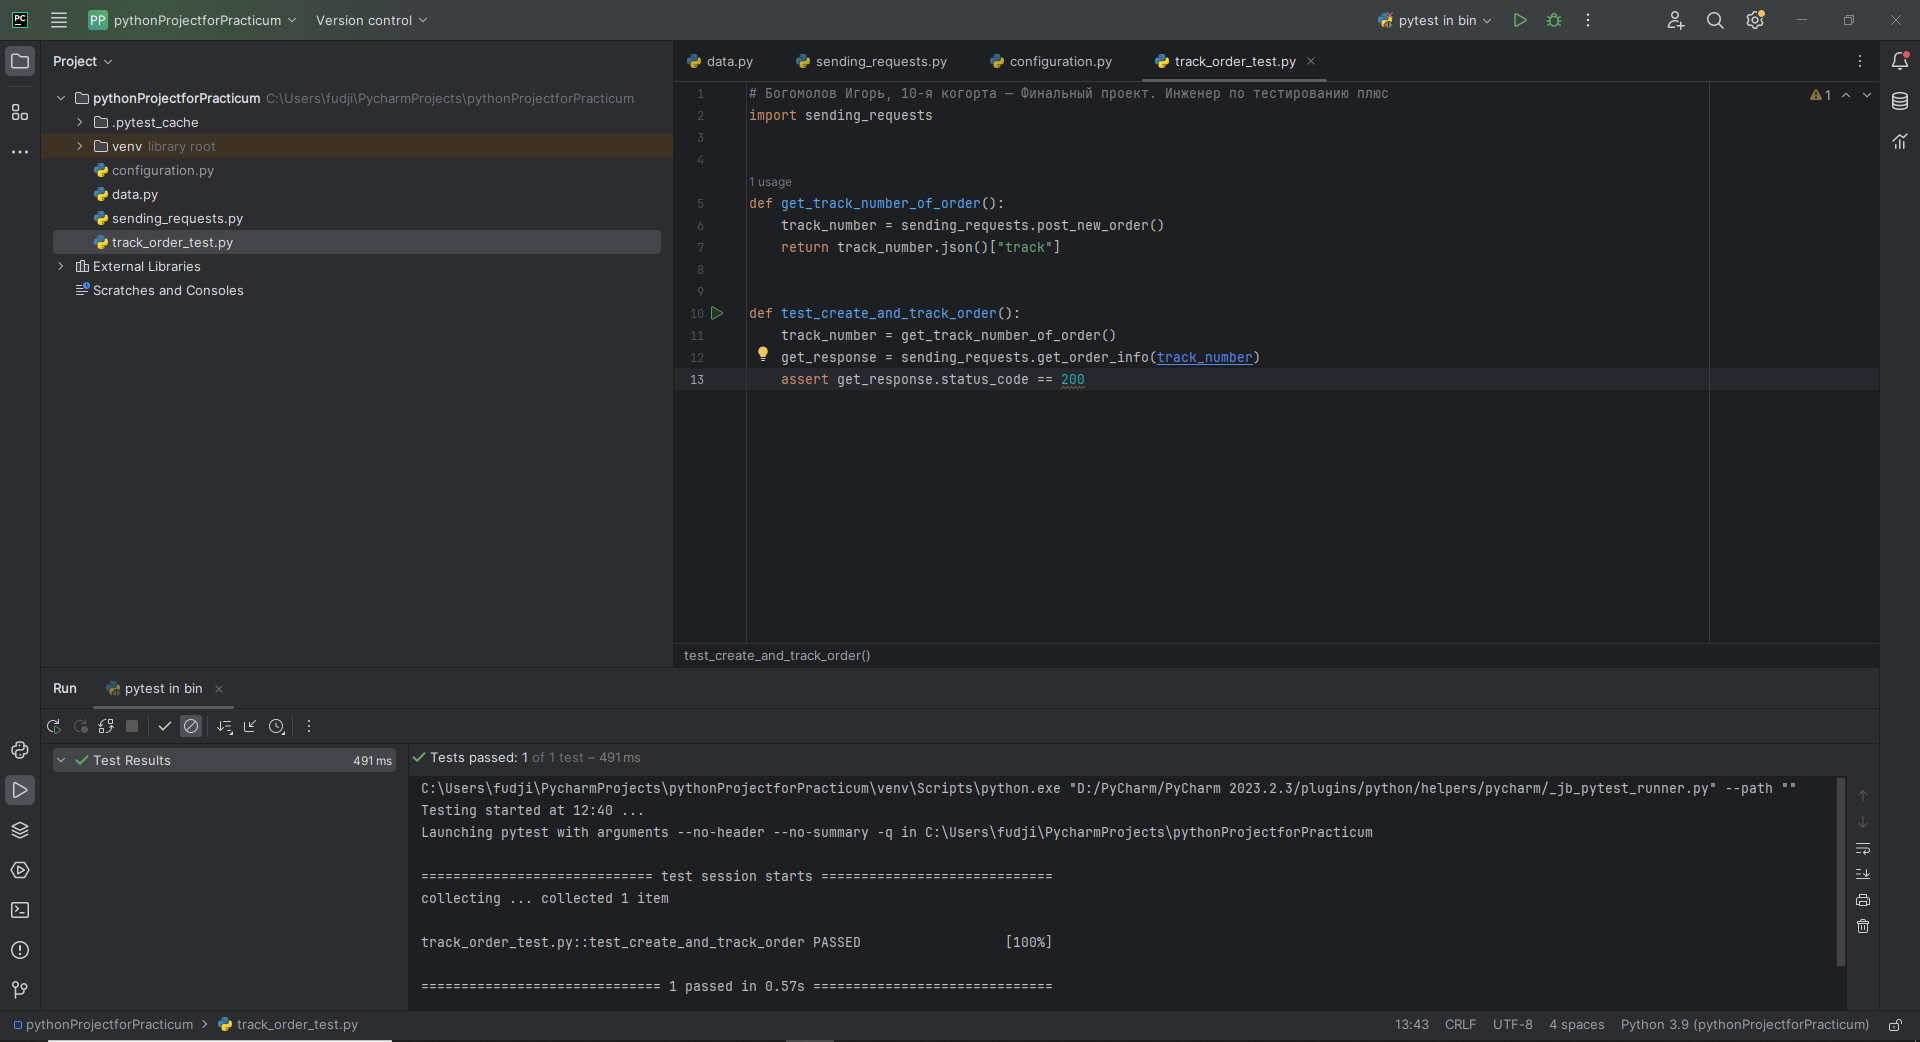 PC
PP pythonProjectforPracticum Version control pytest in bin
Project
pythonProjectforPracticum C:\Users\fudji\PycharmProjects\pythonProjectforPracticum
.pytest_cache
venv library root
configuration.py
data.py
sending_requests.py
track_order_test.py
External Libraries
Scratches and Consoles
data.py sending_requests.py configuration.py track_order_test.py
1 # Богомолов Игорь, 10-я когорта — Финальный проект. Инженер по тестированию плюс
1
2 import sending_requests
3
4
1 usage
5 def get_track_number_of_order():
6 track_number = sending_requests.post_new_order()
7 return track_number.json()["track"]
8
9
10 def test_create_and_track_order():
11 track_number = get_track_number_of_order()
12 get_response = sending_requests.get_order_info(track_number)
13 assert get_response.status_code == 200
test_create_and_track_order()
Run pytest in bin
Test Results 491 ms
Tests passed: 1 of 1 test – 491 ms
C:\Users\fudji\PycharmProjects\pythonProjectforPracticum\venv\Scripts\python.exe "D:/PyCharm/PyCharm 2023.2.3/plugins/python/helpers/pycharm/_jb_pytest_runner.py" --path ""
Testing started at 12:40 ...
Launching pytest with arguments --no-header --no-summary -q in C:\Users\fudji\PycharmProjects\pythonProjectforPracticum
============================= test session starts =============================
collecting ... collected 1 item
track_order_test.py::test_create_and_track_order PASSED [100%]
============================== 1 passed in 0.57s ==============================
pythonProjectforPracticum > track_order_test.py
13:43 CRLF UTF-8 4 spaces Python 3.9 (pythonProjectforPracticum)